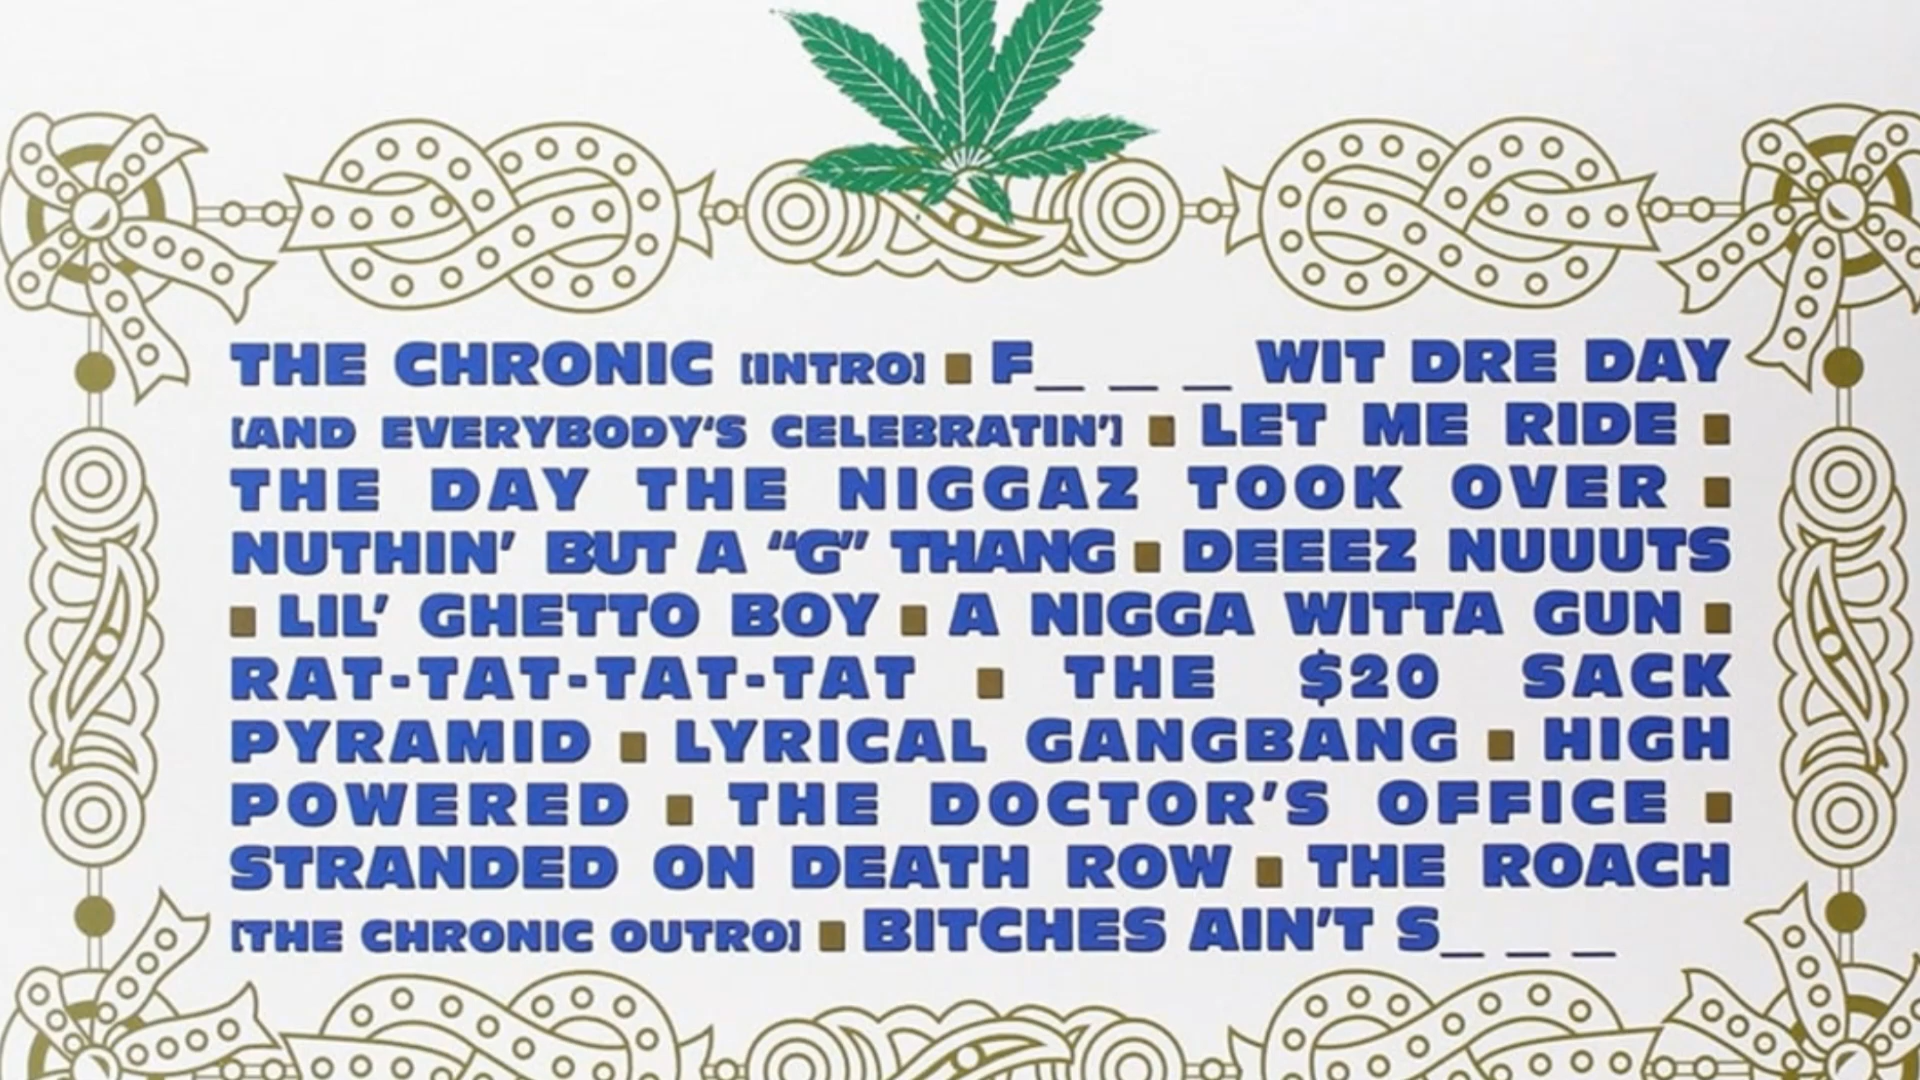 THE CHRONIC [INTRO] ■ F_ _ _ WIT DRE DAY
[AND EVERYBODY'S CELEBRATIN'] ■ LET ME RIDE ■
THE DAY THE NIGGAZ TOOK OVER ■
NUTHIN' BUT A “G” THANG ■ DEEEZ NUUUTS
■ LIL' GHETTO BOY ■ A NIGGA WITTA GUN ■
RAT-TAT-TAT-TAT ■ THE $20 SACK
PYRAMID ■ LYRICAL GANGBANG ■ HIGH
POWERED ■ THE DOCTOR'S OFFICE ■
STRANDED ON DEATH ROW ■ THE ROACH
[THE CHRONIC OUTRO] ■ BITCHES AIN'T S_ _ _